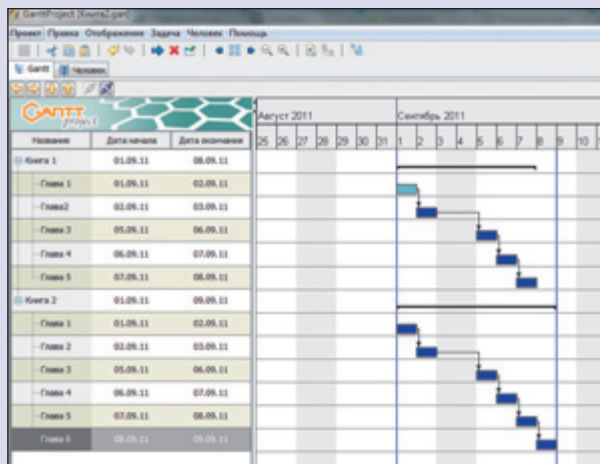 GanttProject [Книга2.gan]
Проект Правка Отображение Задача Человек Помощь
Gantt Человек
GANTT project
Август 2011 Сентябрь 2011
Название Дата начала Дата окончания 25 26 27 28 29 30 31 1 2 3 4 5 6 7 8 9 10
Книга 1 01.09.11 08.09.11
Глава 1 01.09.11 02.09.11
Глава2 02.09.11 03.09.11
Глава 3 05.09.11 06.09.11
Глава 4 06.09.11 07.09.11
Глава 5 07.09.11 08.09.11
Книга 2 01.09.11 09.09.11
Глава 1 01.09.11 02.09.11
Глава 2 02.09.11 03.09.11
Глава 3 05.09.11 06.09.11
Глава 4 06.09.11 07.09.11
Глава 5 07.09.11 08.09.11
Глава 6 08.09.11 09.09.11